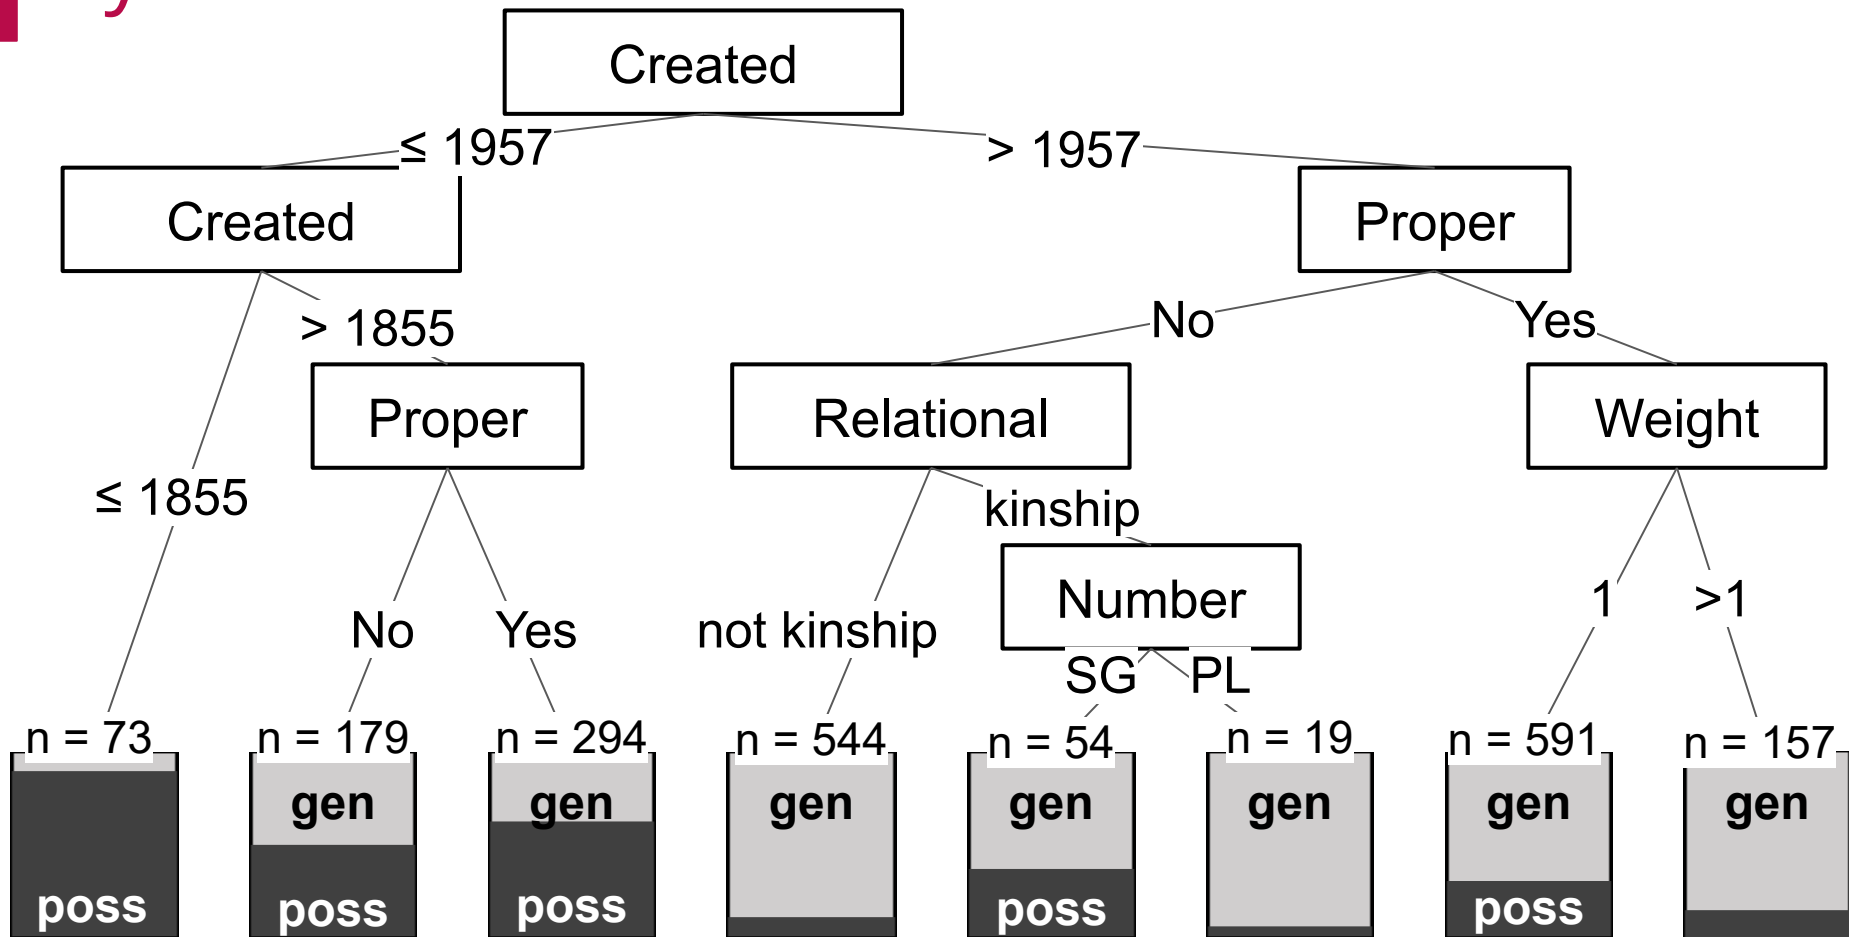 Created
≤ 1957
> 1957
Created
Proper
> 1855
No
Yes
Proper
Relational
Weight
≤ 1855
kinship
Number
1
>1
No
Yes
not kinship
SG
PL
n = 73
n = 179
n = 294
n = 544
n = 54
n = 19
n = 591
n = 157
gen
gen
gen
gen
gen
gen
gen
poss
poss
poss
poss
poss